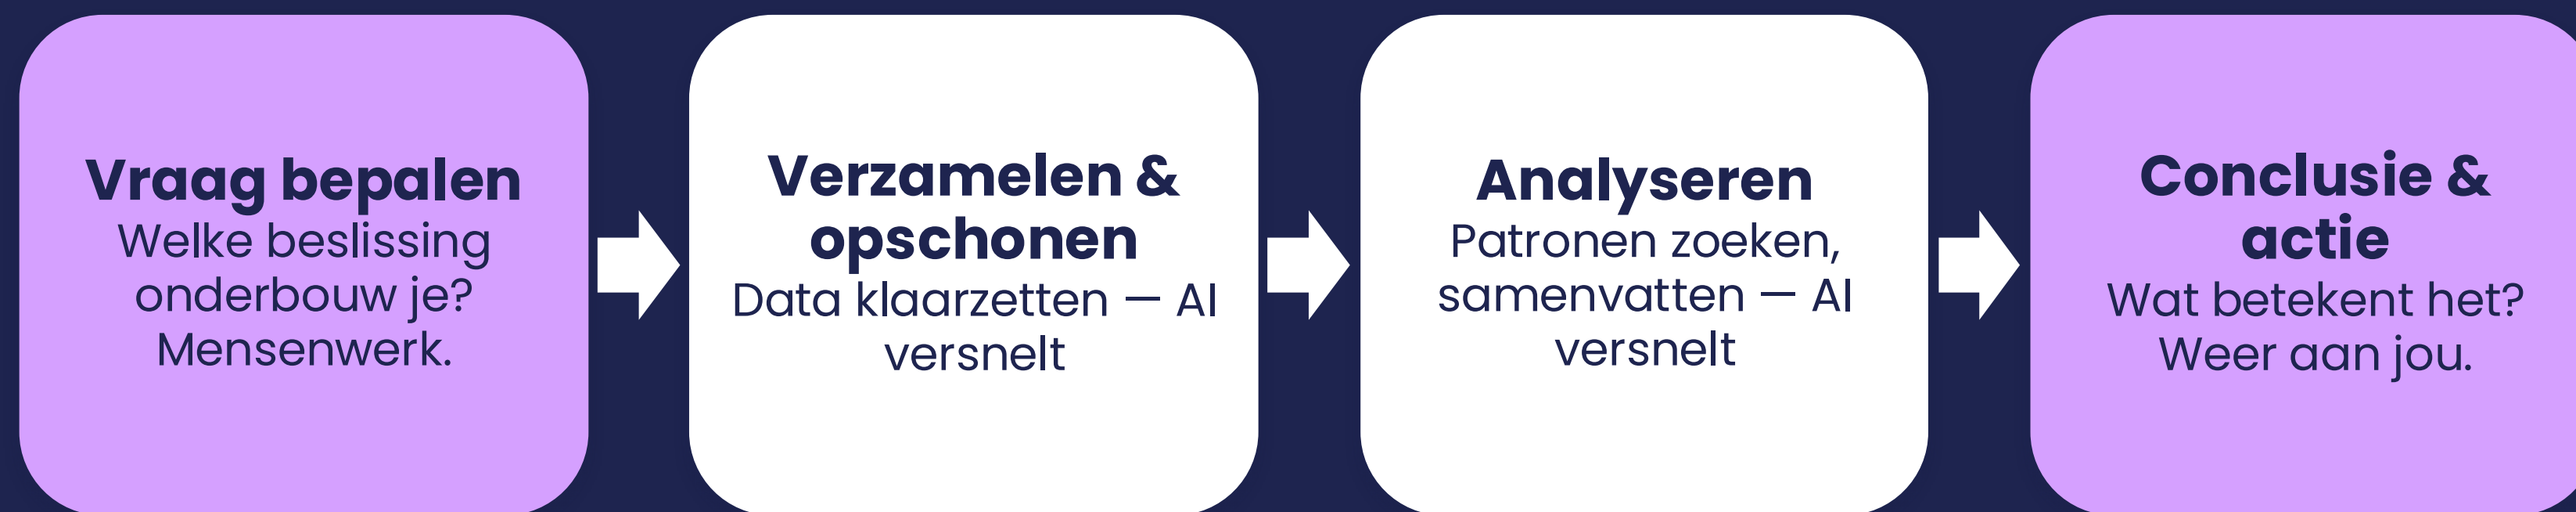 Vraag bepalen
Welke beslissing
onderbouw je?
Mensenwerk.
Verzamelen &
opschonen
Data klaarzetten — AI
versnelt
Analyseren
Patronen zoeken,
samenvatten — AI
versnelt
Conclusie &
actie
Wat betekent het?
Weer aan jou.